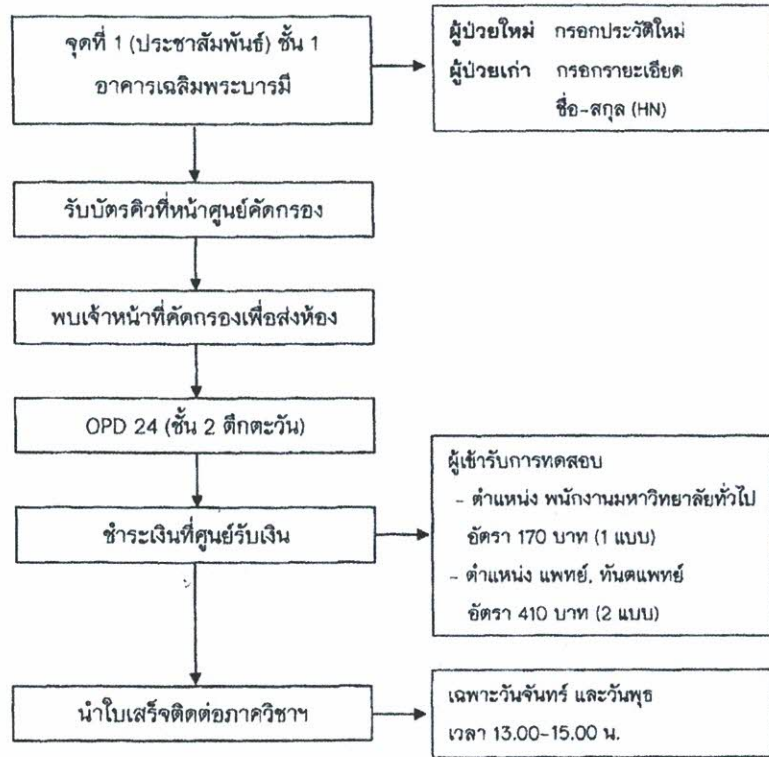 จุดที่ 1 (ประชาสัมพันธ์) ชั้น 1
อาคารเฉลิมพระบารมี
ผู้ป่วยใหม่ กรอกประวัติใหม่
ผู้ป่วยเก่า กรอกรายะเอียด
ชื่อ-สกุล (HN)
รับบัตรคิวที่หน้าศูนย์คัดกรอง
พบเจ้าหน้าที่คัดกรองเพื่อส่งห้อง
OPD 24 (ชั้น 2 ตึกตะวัน)
ชำระเงินที่ศูนย์รับเงิน
ผู้เข้ารับการทดสอบ
- ตำแหน่ง พนักงานมหาวิทยาลัยทั่วไป
อัตรา 170 บาท (1 แบบ)
- ตำแหน่ง แพทย์, ทันตแพทย์
อัตรา 410 บาท (2 แบบ)
นำใบเสร็จติดต่อภาควิชาฯ
เฉพาะวันจันทร์ และวันพุธ
เวลา 13.00-15.00 น.